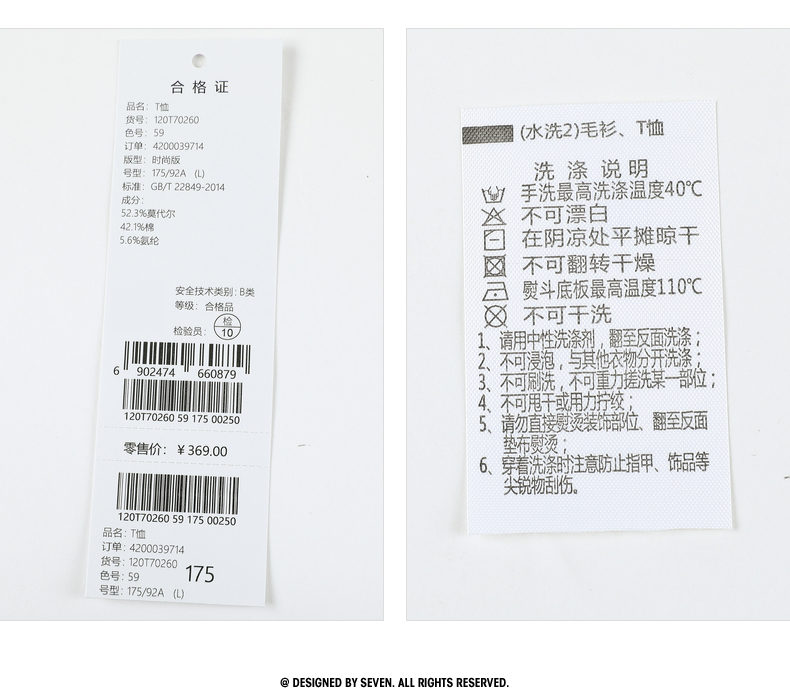 合格证
品名：T恤
货号：120T70260
色号：59
订单：4200039714
版型：时尚版
号型：175/92A （L）
标准：GB/T 22849-2014
成分：
52.3%莫代尔
42.1%棉
5.6%氨纶
安全技术类别：B类
等级：合格品
检验员：检 10
6 902474 660879
120T70260 59 175 00250
零售价：￥369.00
120T70260 59 175 00250
品名：T恤
订单：4200039714
货号：120T70260
色号：59
175
号型：175/92A （L）
(水洗2)毛衫、T恤
洗涤说明
手洗最高洗涤温度40℃
不可漂白
在阴凉处平摊晾干
不可翻转干燥
熨斗底板最高温度110℃
不可干洗
1、请用中性洗涤剂，翻至反面洗涤；
2、不可浸泡，与其他衣物分开洗涤；
3、不可刷洗，不可重力搓洗某一部位；
4、不可甩干或用力拧绞；
5、请勿直接熨烫装饰部位、翻至反面
垫布熨烫；
6、穿着洗涤时注意防止指甲、饰品等
尖锐物刮伤。
@ DESIGNED BY SEVEN. ALL RIGHTS RESERVED.